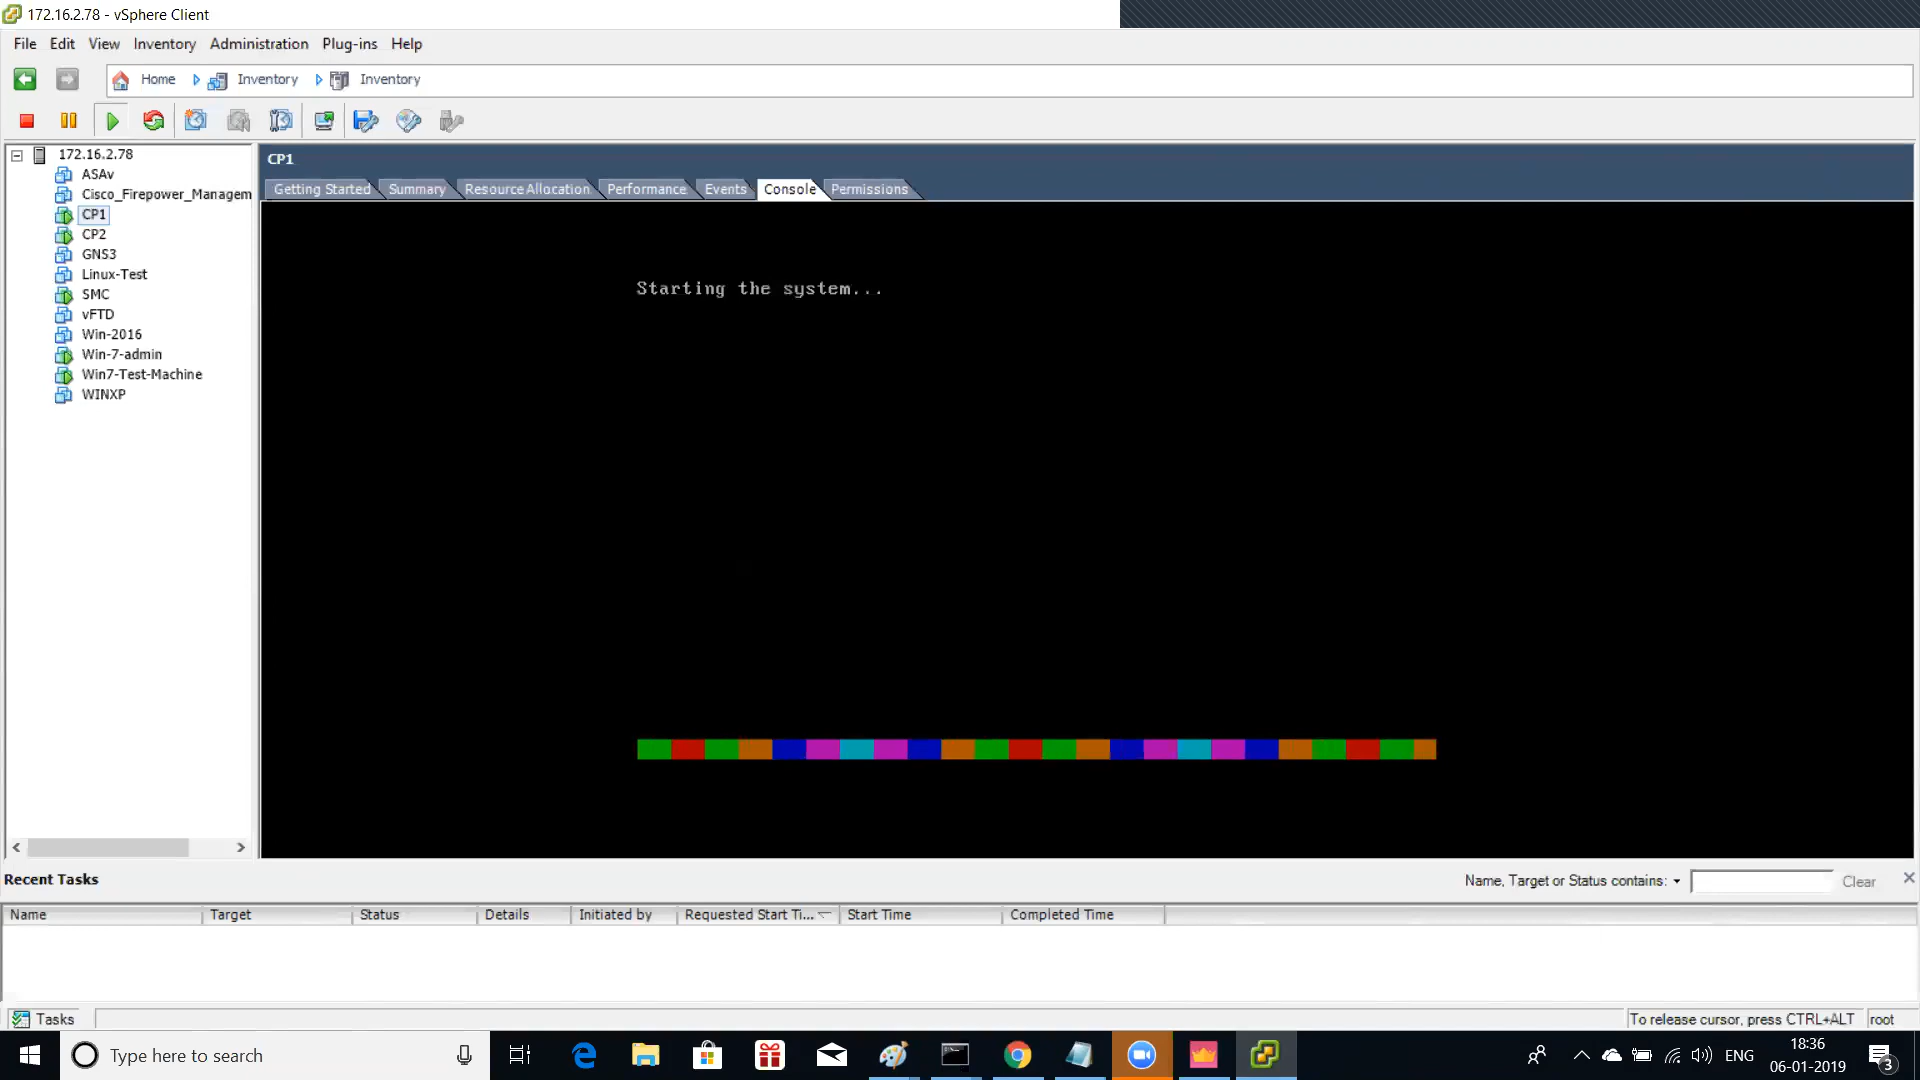 172.16.2.78 - vSphere Client
File Edit View Inventory Administration Plug-ins Help
Home Inventory Inventory
172.16.2.78
ASAv
Cisco_Firepower_Managem
CP1
CP2
GNS3
Linux-Test
SMC
vFTD
Win-2016
Win-7-admin
Win7-Test-Machine
WINXP
CP1
Getting Started Summary Resource Allocation Performance Events Console Permissions
Starting the system...
Recent Tasks
Name, Target or Status contains: Clear
Name Target Status Details Initiated by Requested Start Ti... Start Time Completed Time
Tasks
To release cursor, press CTRL+ALT root
Type here to search
ENG
18:36
06-01-2019
3